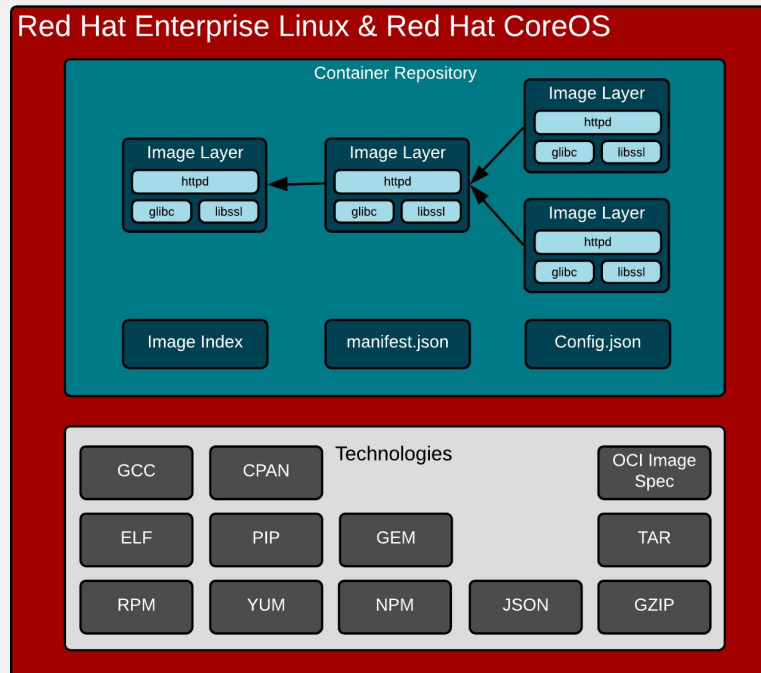 Red Hat Enterprise Linux & Red Hat CoreOS
Container Repository
Image Layer
httpd
glibc libssl
Image Layer
httpd
glibc libssl
Image Layer
httpd
glibc libssl
Image Layer
httpd
glibc libssl
Image Index
manifest.json
Config.json
Technologies
GCC
CPAN
OCI Image
Spec
ELF
PIP
GEM
TAR
RPM
YUM
NPM
JSON
GZIP